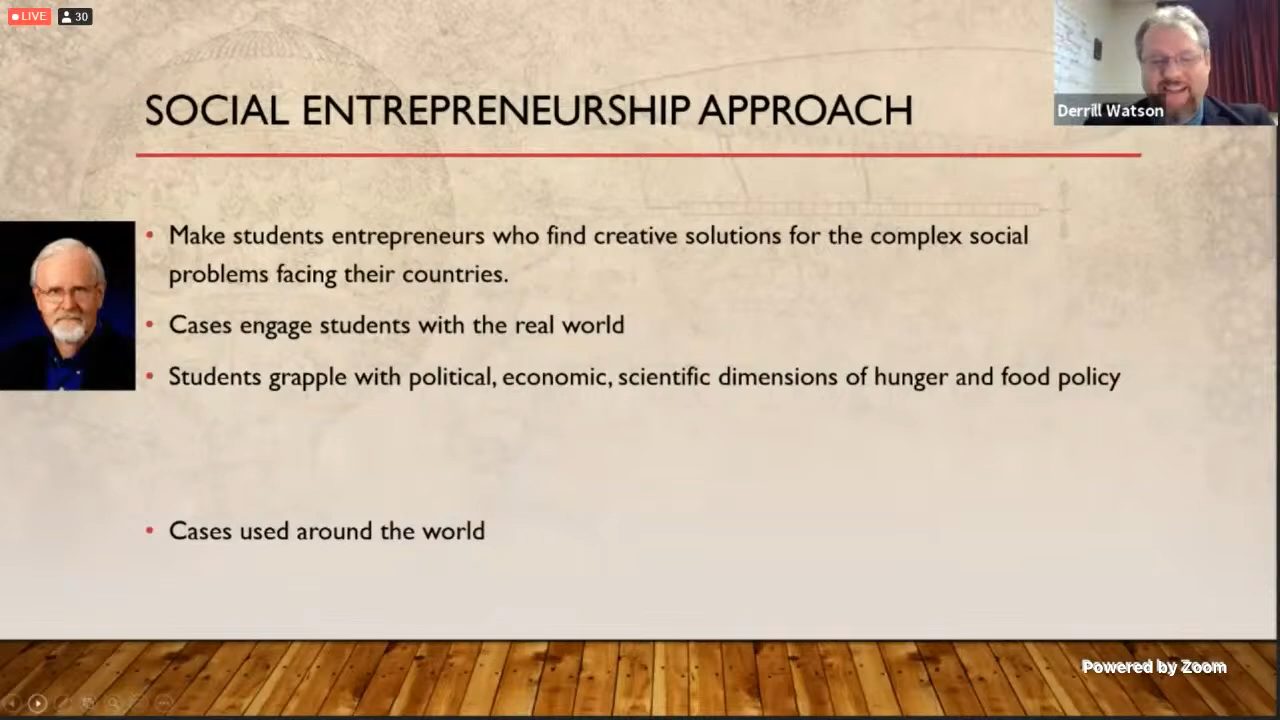 LIVE
30
SOCIAL ENTREPRENEURSHIP APPROACH
Derrill Watson
• Make students entrepreneurs who find creative solutions for the complex social
problems facing their countries.
• Cases engage students with the real world
• Students grapple with political, economic, scientific dimensions of hunger and food policy
• Cases used around the world
Powered by Zoom